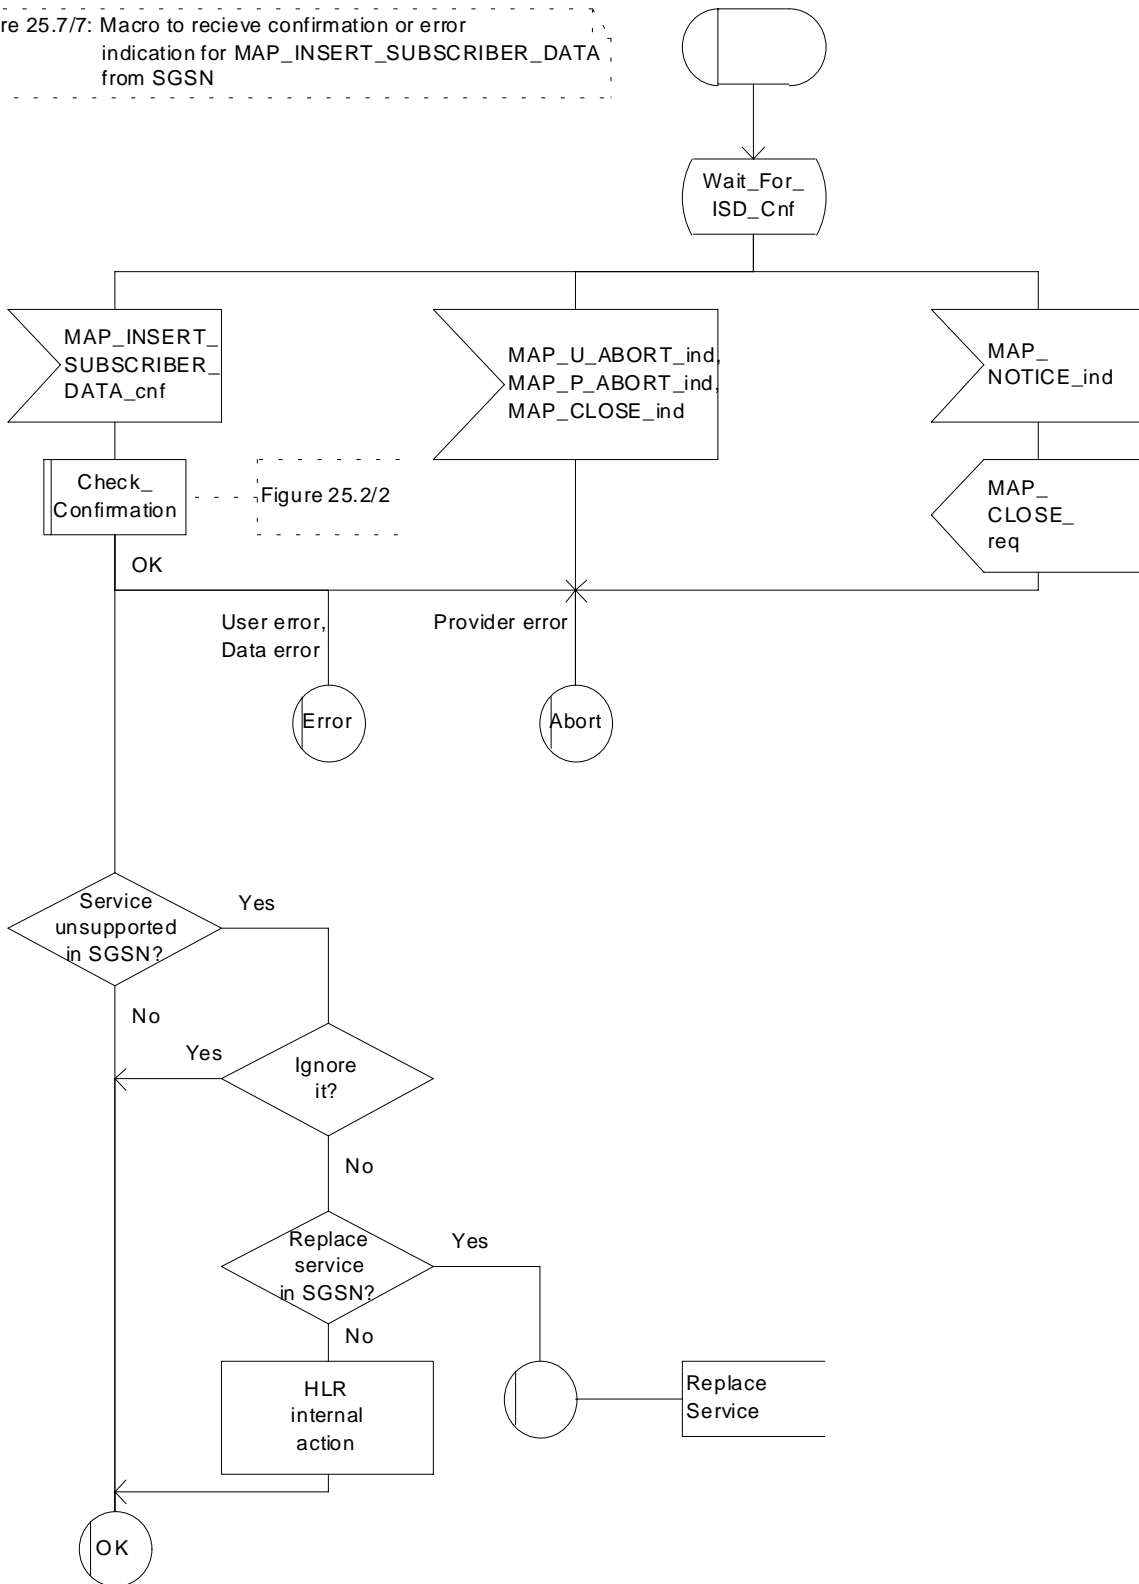 re 25.7/7: Macro to recieve confirmation or error
indication for MAP_INSERT_SUBSCRIBER_DATA
from SGSN
Wait_For_
ISD_Cnf
MAP_INSERT_
SUBSCRIBER_
DATA_cnf
MAP_U_ABORT_ind,
MAP_P_ABORT_ind,
MAP_CLOSE_ind
MAP_
NOTICE_ind
Check_
Confirmation
Figure 25.2/2
MAP_
CLOSE_
req
OK
User error,
Data error
Provider error
Error
Abort
Service
unsupported
in SGSN?
Yes
No
Yes
Ignore
it?
No
Replace
service
in SGSN?
Yes
No
HLR
internal
action
Replace
Service
OK